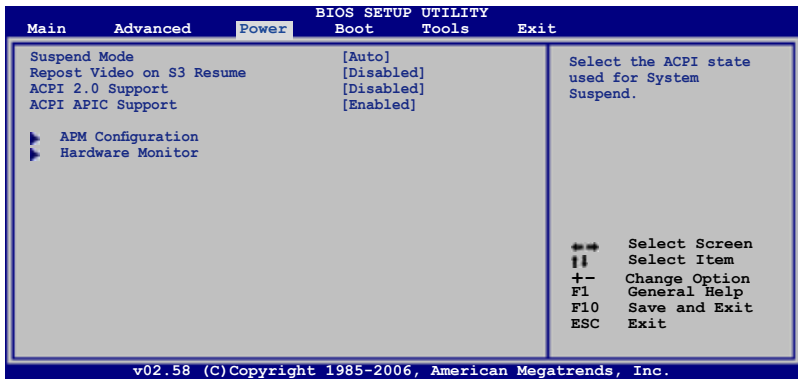 BIOS SETUP UTILITY
Main Advanced Power Boot Tools Exit
Suspend Mode [Auto]
Repost Video on S3 Resume [Disabled]
ACPI 2.0 Support [Disabled]
ACPI APIC Support [Enabled]
APM Configuration
Hardware Monitor
Select the ACPI state
used for System
Suspend.
←→ Select Screen
↑↓ Select Item
+- Change Option
F1 General Help
F10 Save and Exit
ESC Exit
v02.58 (C)Copyright 1985-2006, American Megatrends, Inc.